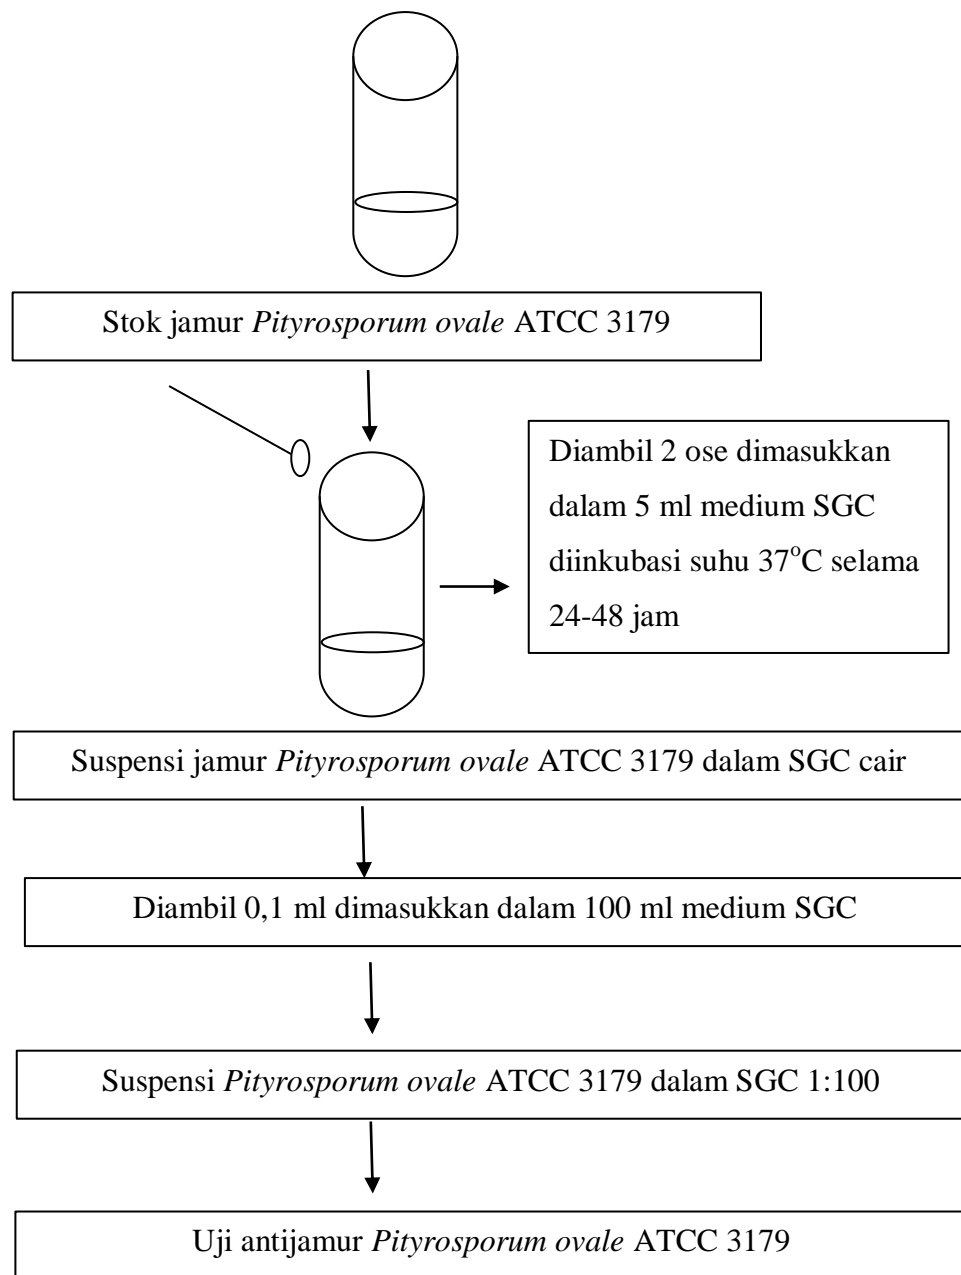 Stok jamur Pityrosporum ovale ATCC 3179
Diambil 2 ose dimasukkan
dalam 5 ml medium SGC
diinkubasi suhu 37oC selama
24-48 jam
Suspensi jamur Pityrosporum ovale ATCC 3179 dalam SGC cair
Diambil 0,1 ml dimasukkan dalam 100 ml medium SGC
Suspensi Pityrosporum ovale ATCC 3179 dalam SGC 1:100
Uji antijamur Pityrosporum ovale ATCC 3179